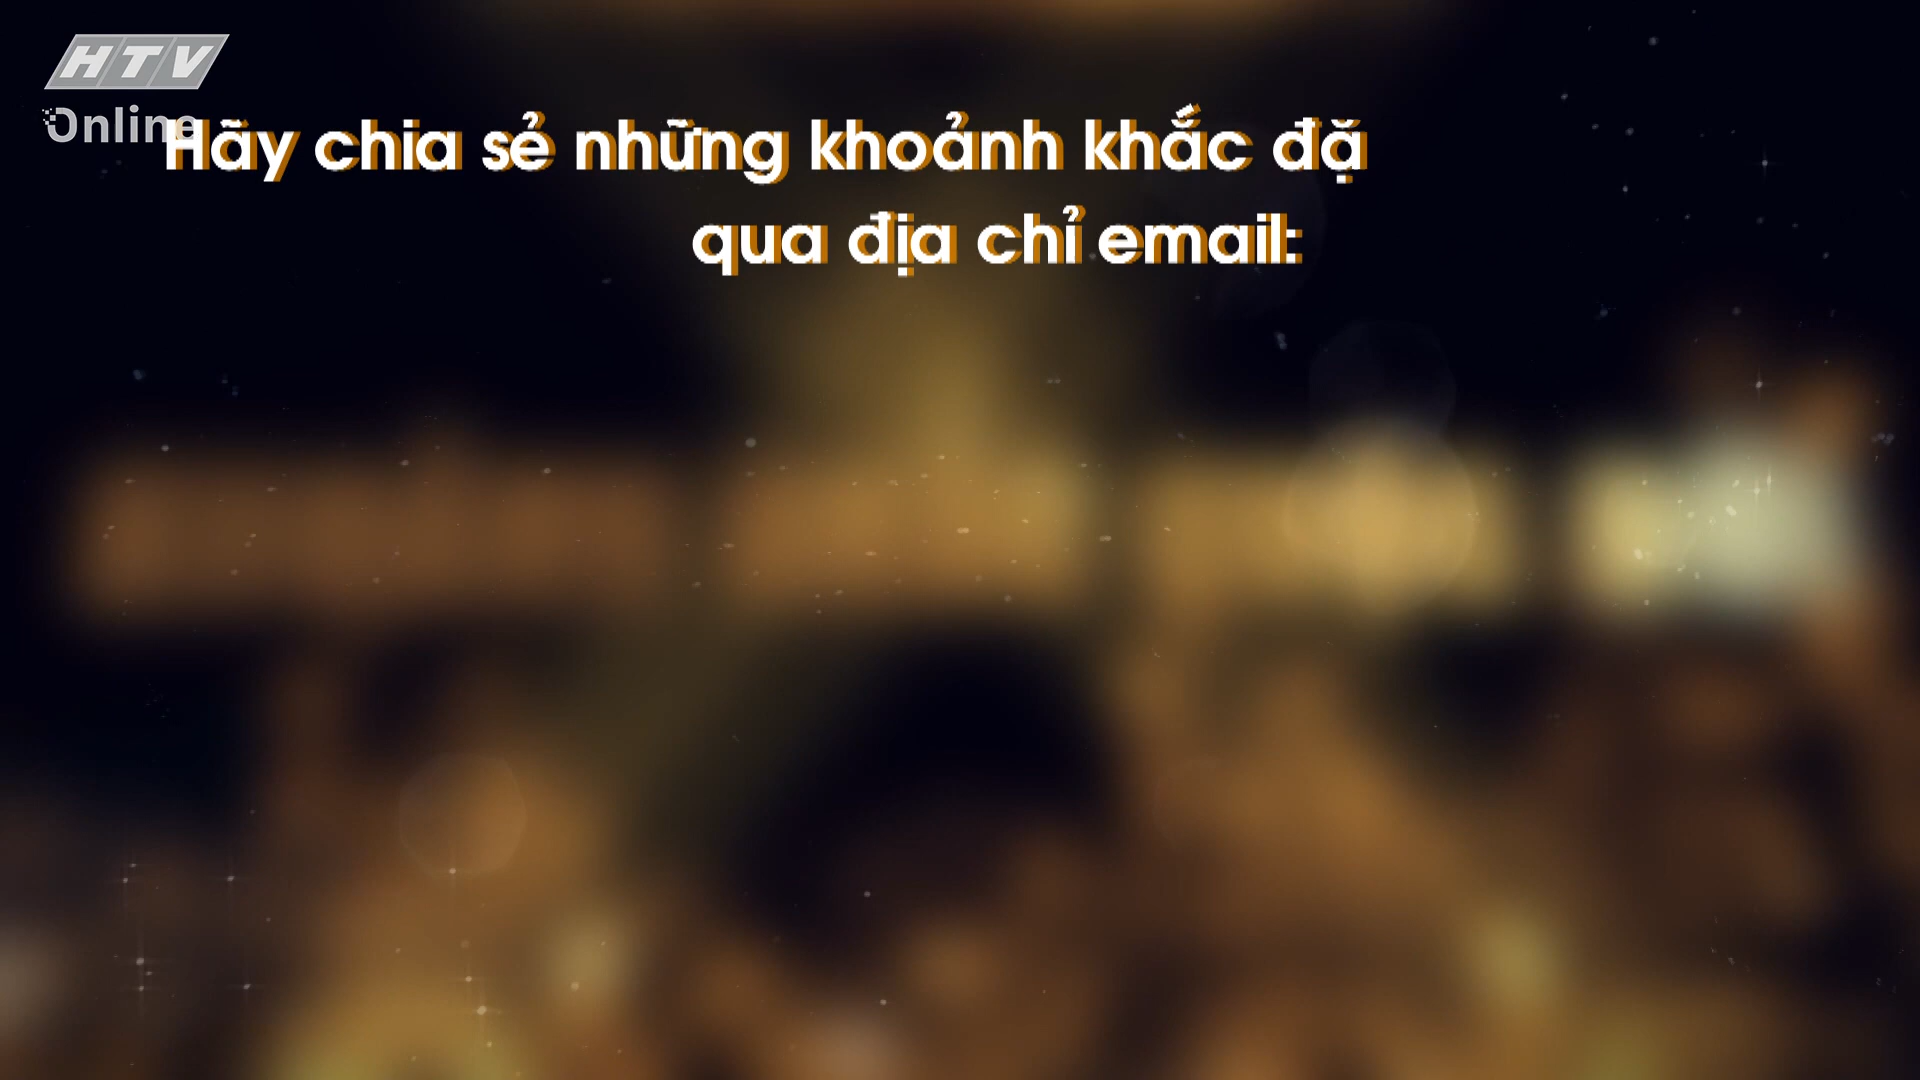 HTV
Online
Hãy chia sẻ những khoảnh khắc đặ
qua địa chỉ email: